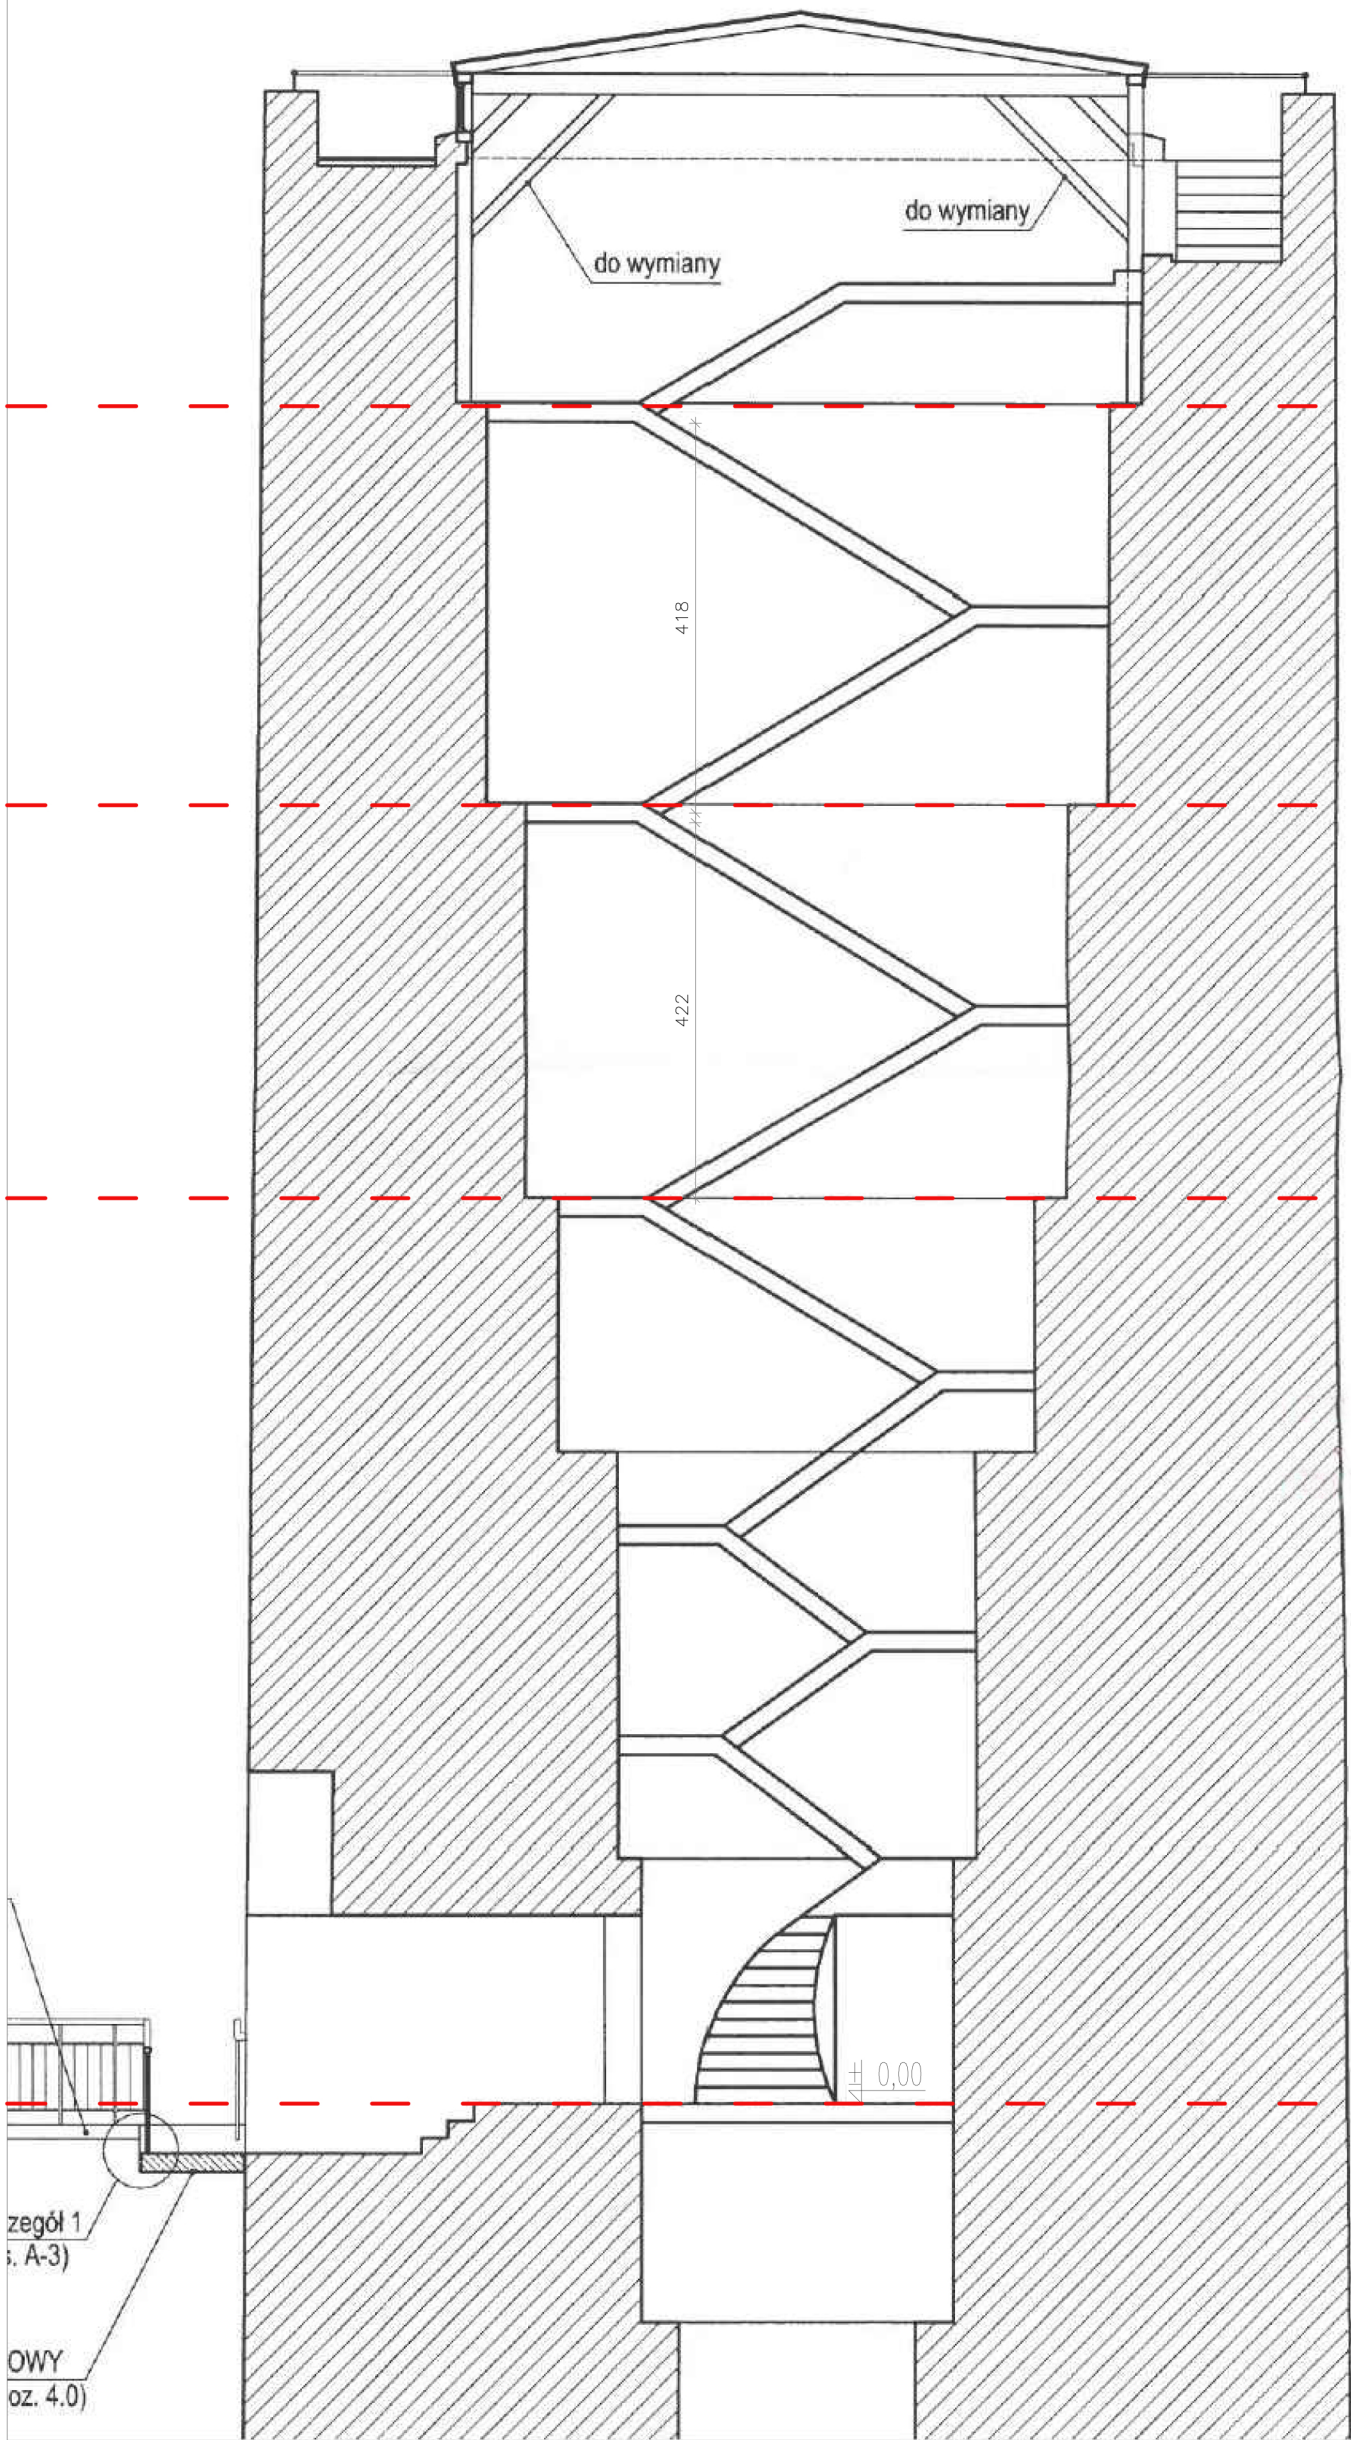 do wymiany
do wymiany
418
422
± 0,00
zegół 1
s. A-3)
OWY
oz. 4.0)